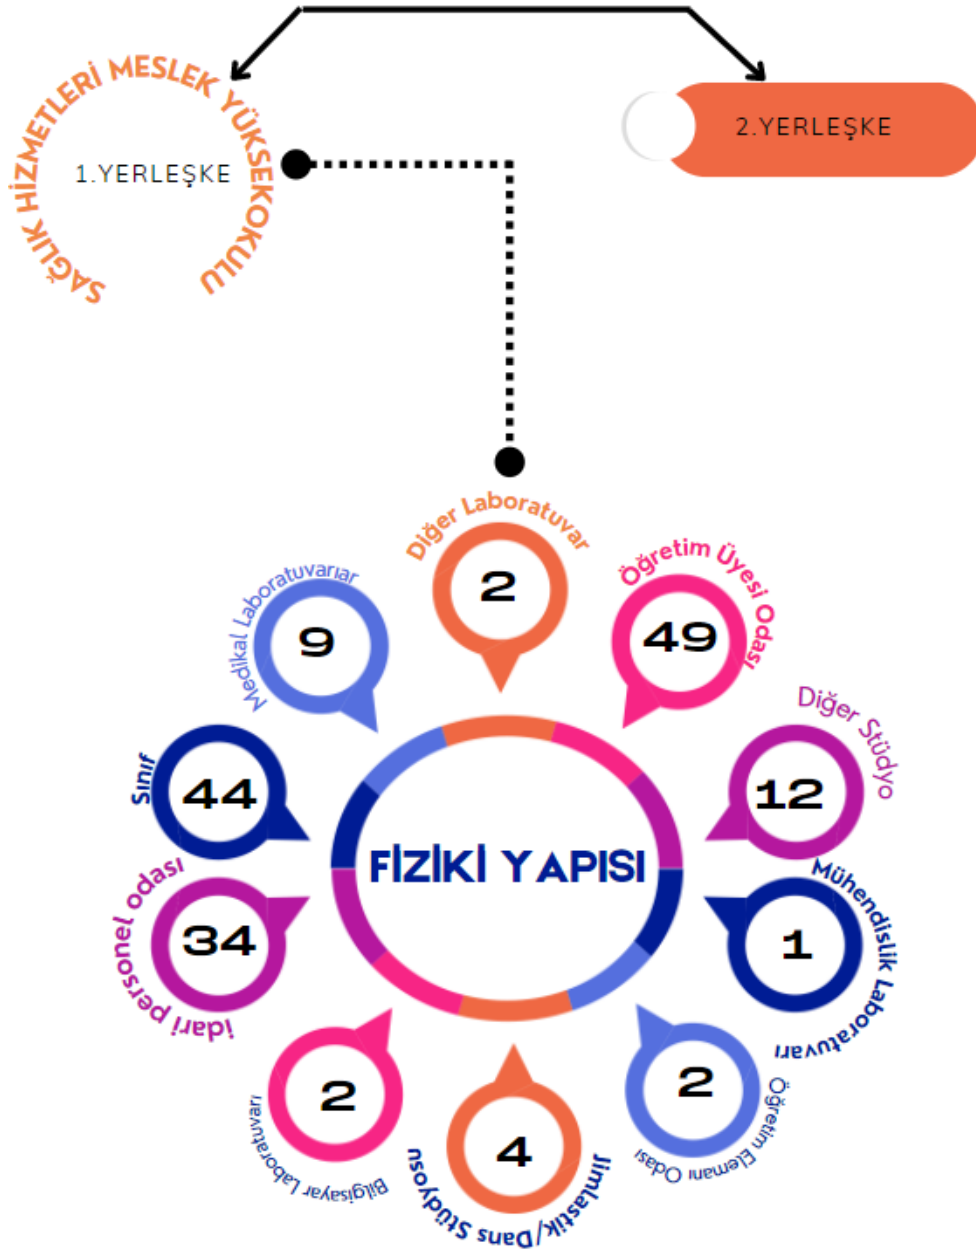 SAĞLIK HİZMETLERİ MESLEK YÜKSEKOKULU
1.YERLEŞKE
2.YERLEŞKE
Diğer Laboratuvar
2
Öğretim Üyesi Odası
49
Diğer Stüdyo
12
Mühendislik Laboratuvarı
1
Öğretim Elemanı Odası
2
Jimlastik/Dans Stüdyosu
4
Bilgisayar Laboratuvarı
2
idari personel odası
34
Sınıf
44
Medikal Laboratuvarıar
9
FİZİKİ YAPISI